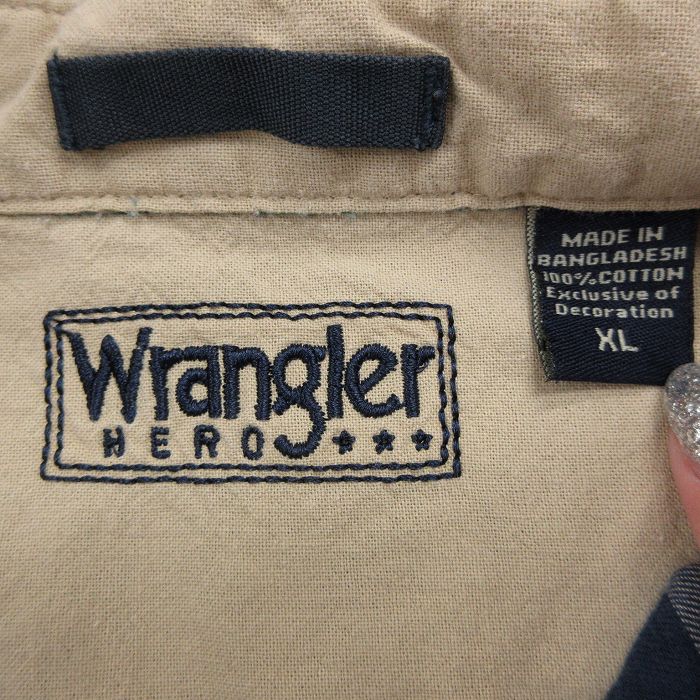 Wrangler
HERO ★★★
MADE IN
BANGLADESH
100% COTTON
Exclusive of
Decoration
XL